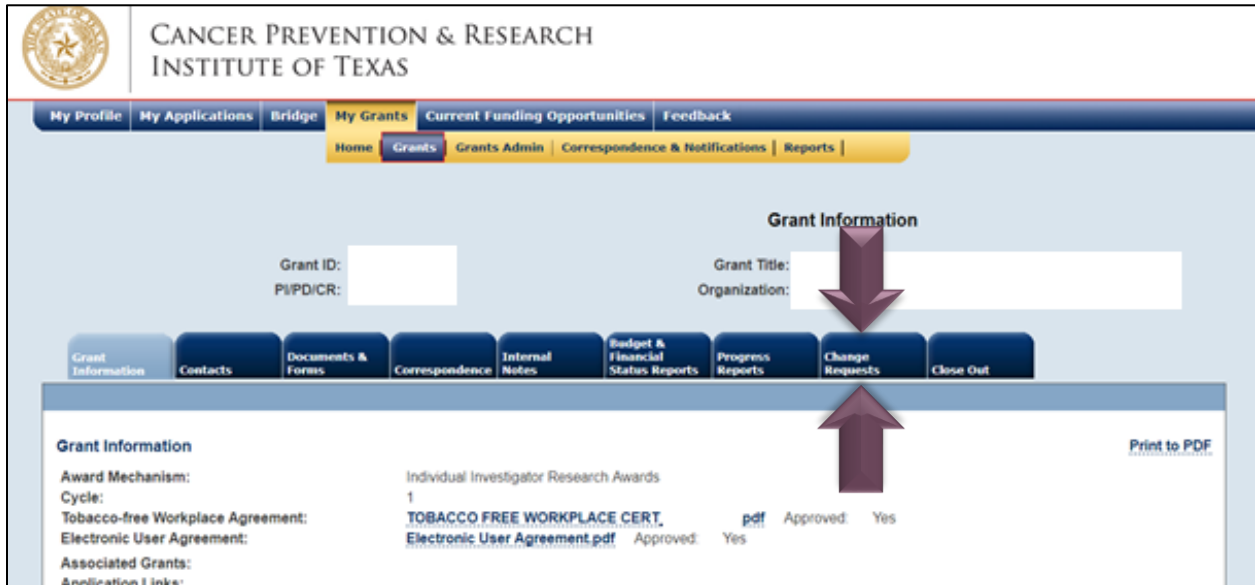 CANCER PREVENTION & RESEARCH
INSTITUTE OF TEXAS
My Profile My Applications Bridge My Grants Current Funding Opportunities Feedback
Home Grants Grants Admin | Correspondence & Notifications | Reports |
Grant Information
Grant ID: Grant Title:
PI/PD/CR: Organization:
Grant Information Contacts Documents & Forms Correspondence Internal Notes Budget & Financial Status Reports Progress Reports Change Requests Close Out
Grant Information Print to PDF
Award Mechanism: Individual Investigator Research Awards
Cycle: 1
Tobacco-free Workplace Agreement: TOBACCO FREE WORKPLACE CERT. pdf Approved: Yes
Electronic User Agreement: Electronic User Agreement.pdf Approved: Yes
Associated Grants:
Application Links: